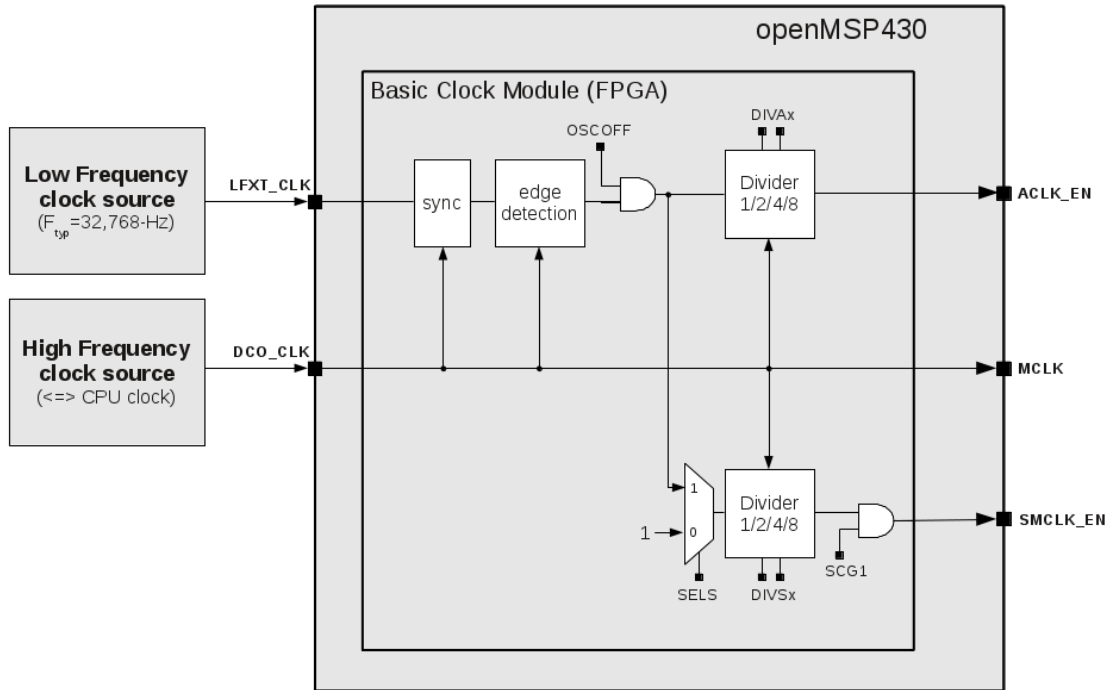 openMSP430
Basic Clock Module (FPGA)
DIVAx
OSCOFF
Low Frequency
clock source
(Ftyp=32,768-Hz)
LFXT_CLK
sync
edge
detection
Divider
1/2/4/8
ACLK_EN
High Frequency
clock source
(<=> CPU clock)
DCO_CLK
MCLK
1
1
0
Divider
1/2/4/8
SMCLK_EN
SCG1
SELS
DIVSx